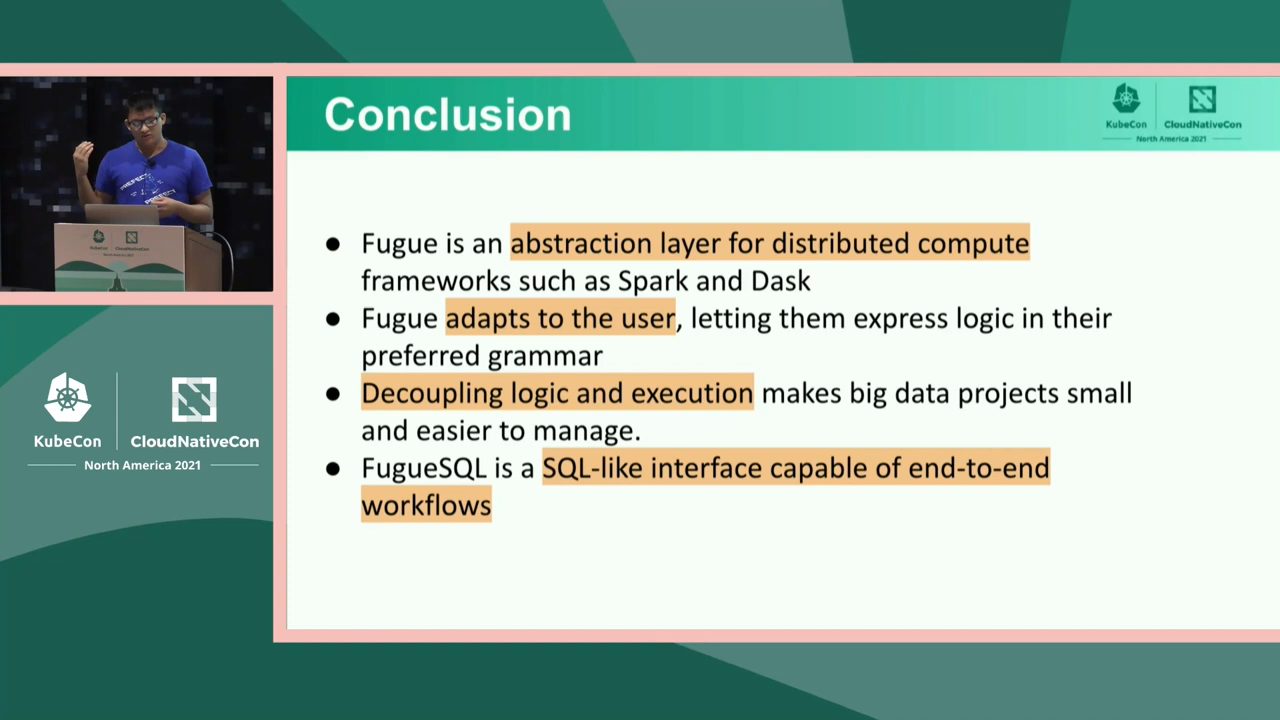 Conclusion
KubeCon
CloudNativeCon
North America 2021
PREFECT
PREFECT
Fugue is an abstraction layer for distributed compute
frameworks such as Spark and Dask
Fugue adapts to the user, letting them express logic in their
preferred grammar
Decoupling logic and execution makes big data projects small
and easier to manage.
FugueSQL is a SQL-like interface capable of end-to-end
workflows
KubeCon
CloudNativeCon
North America 2021